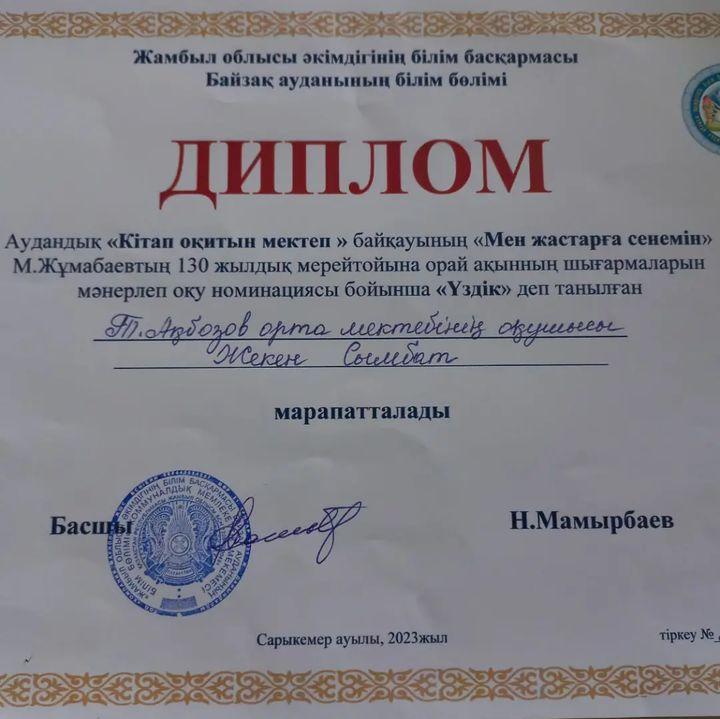 Жамбыл облысы әкімдігінің білім басқармасы
Байзақ ауданының білім бөлімі
ДИПЛОМ
Аудандық «Кітап оқитын мектеп » байқауының «Мен жастарға сенемін»
М.Жұмабаевтың 130 жылдық мерейтойына орай ақынның шығармаларын
мәнерлеп оқу номинациясы бойынша «Үздік» деп танылған
Т.Ақбозов орта мектебінің оқушысы
Жекен Сымбат
марапатталады
Басшы
Н.Мамырбаев
Сарыкемер ауылы, 2023жыл
тіркеу №